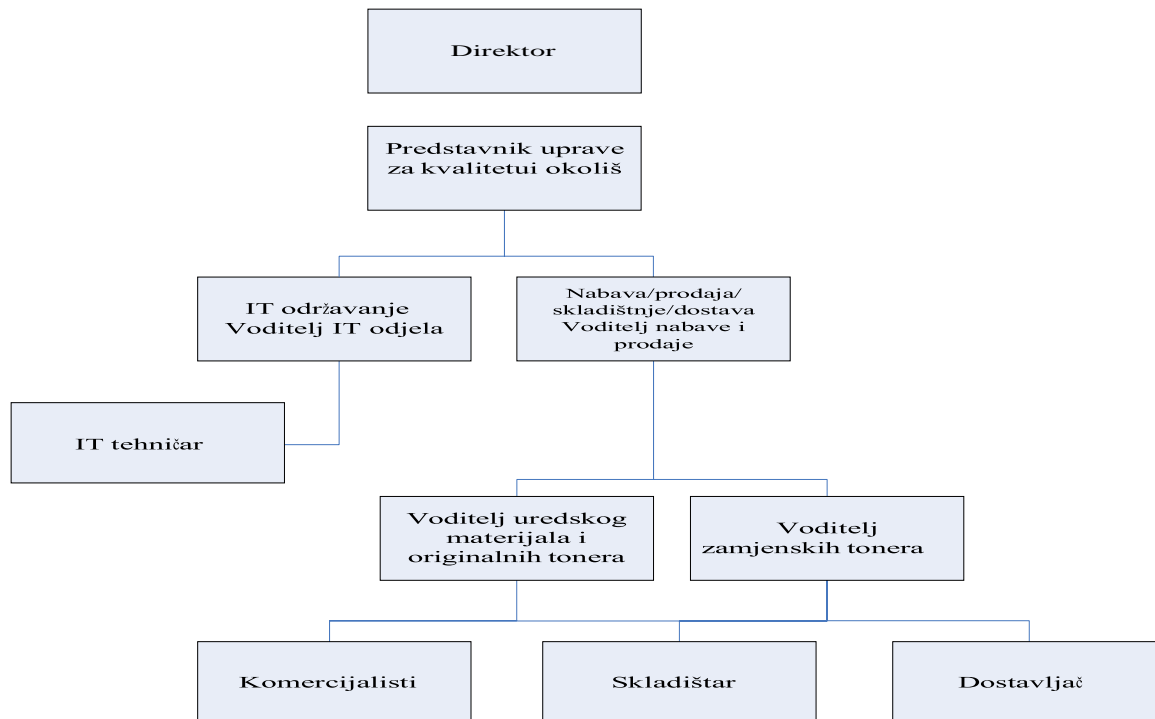 Direktor
Predstavnik uprave
za kvalitetui okoliš
IT održavanje
Voditelj IT odjela
Nabava/prodaja/
skladištnje/dostava
Voditelj nabave i
prodaje
IT tehničar
Voditelj uredskog
materijala i
originalnih tonera
Voditelj
zamjenskih tonera
Komercijalisti
Skladištar
Dostavljač